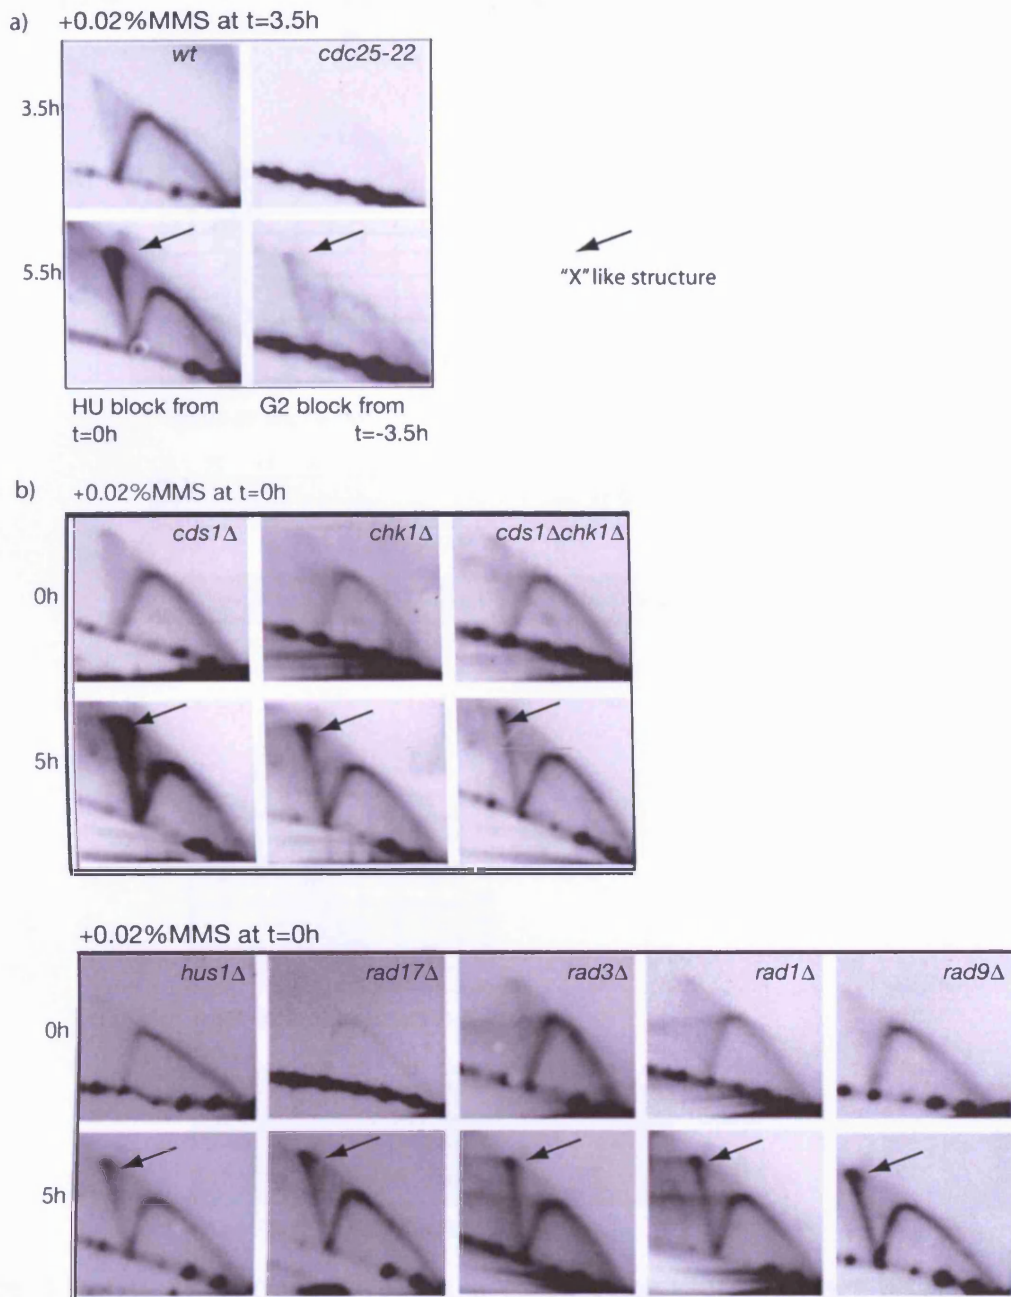 a) +0.02%MMS at t=3.5h
wt cdc25-22
3.5h
5.5h
"X" like structure
HU block from t=0h
G2 block from t=-3.5h
b) +0.02%MMS at t=0h
cds1Δ chk1Δ cds1Δchk1Δ
0h
5h
+0.02%MMS at t=0h
hus1Δ rad17Δ rad3Δ rad1Δ rad9Δ
0h
5h